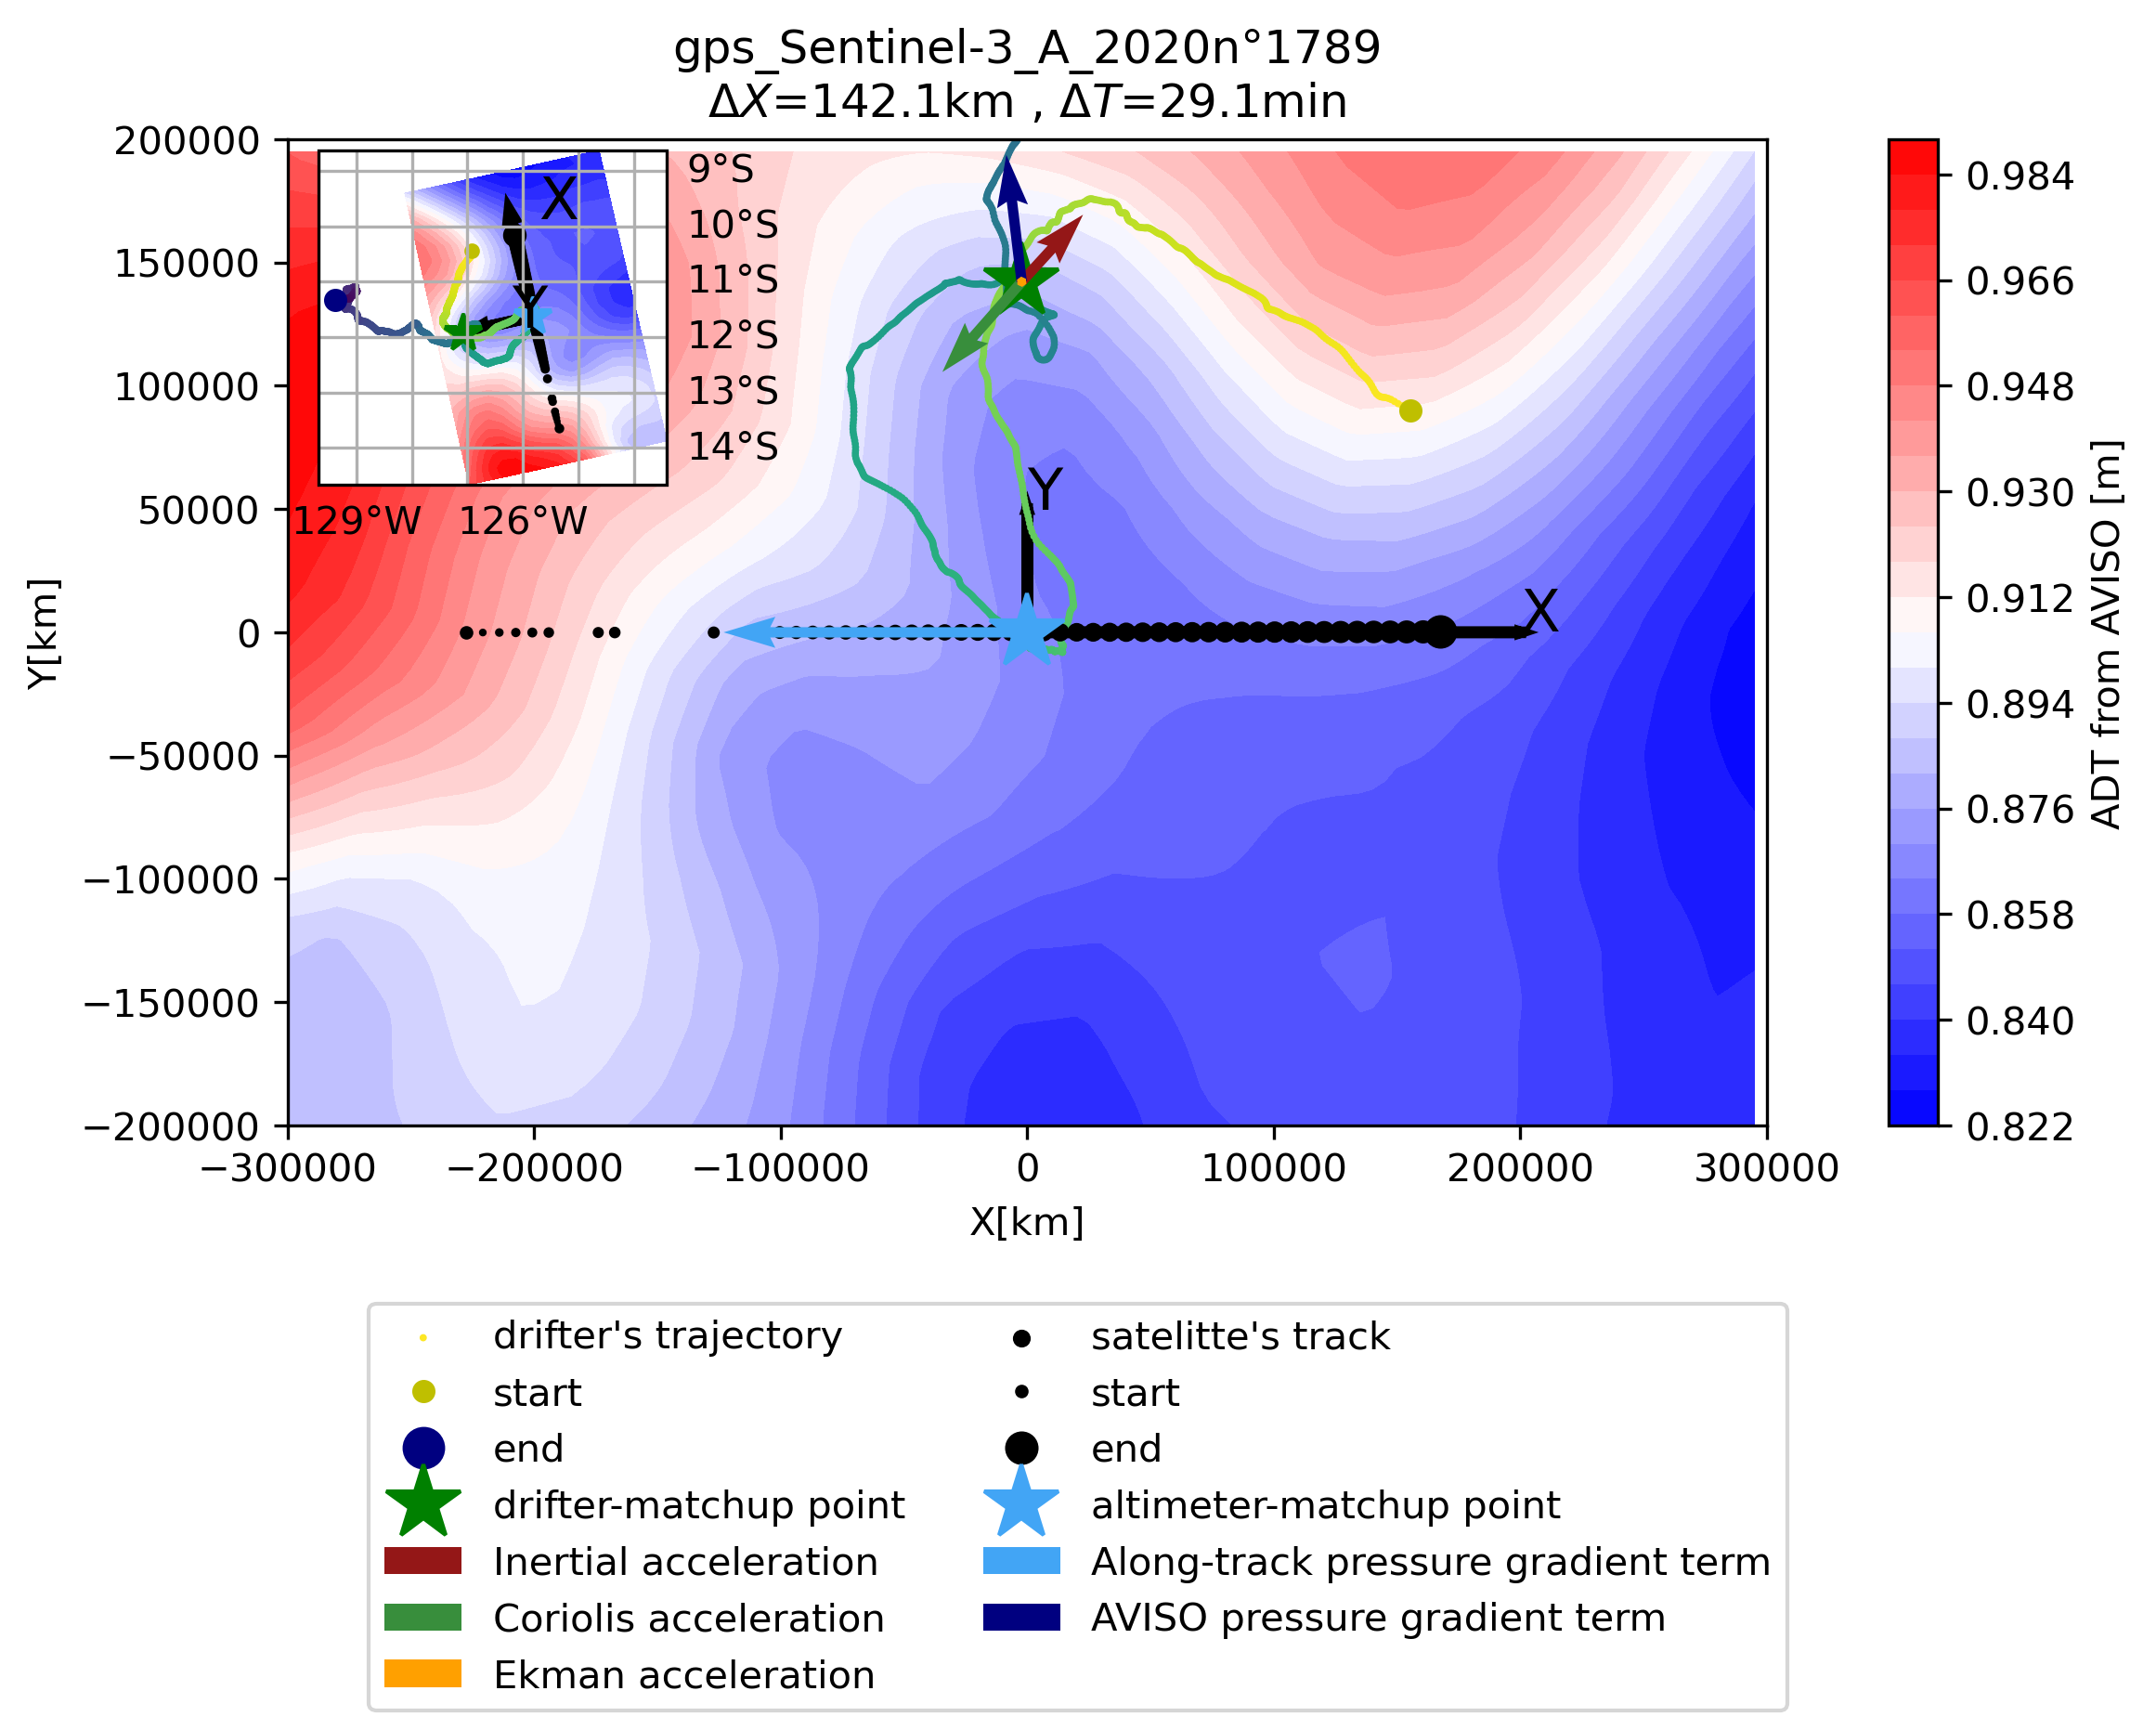 gps_Sentinel-3_A_2020n°1789
ΔX=142.1km , ΔT=29.1min
200000
150000
100000
50000
0
−50000
−100000
−150000
−200000
Y[km]
−300000
−200000
−100000
0
100000
200000
300000
X[km]
9°S
10°S
11°S
12°S
13°S
14°S
129°W
126°W
X
Y
Y
X
0.984
0.966
0.948
0.930
0.912
0.894
0.876
0.858
0.840
0.822
ADT from AVISO [m]
drifter's trajectory
start
end
drifter-matchup point
Inertial acceleration
Coriolis acceleration
Ekman acceleration
satelitte's track
start
end
altimeter-matchup point
Along-track pressure gradient term
AVISO pressure gradient term